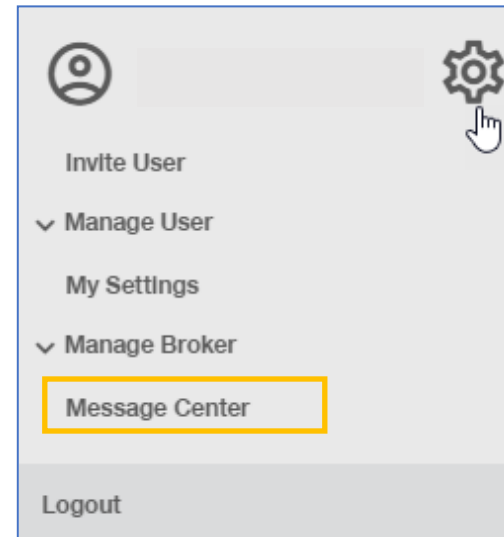 Invite User
Manage User
My Settings
Manage Broker
Message Center
Logout